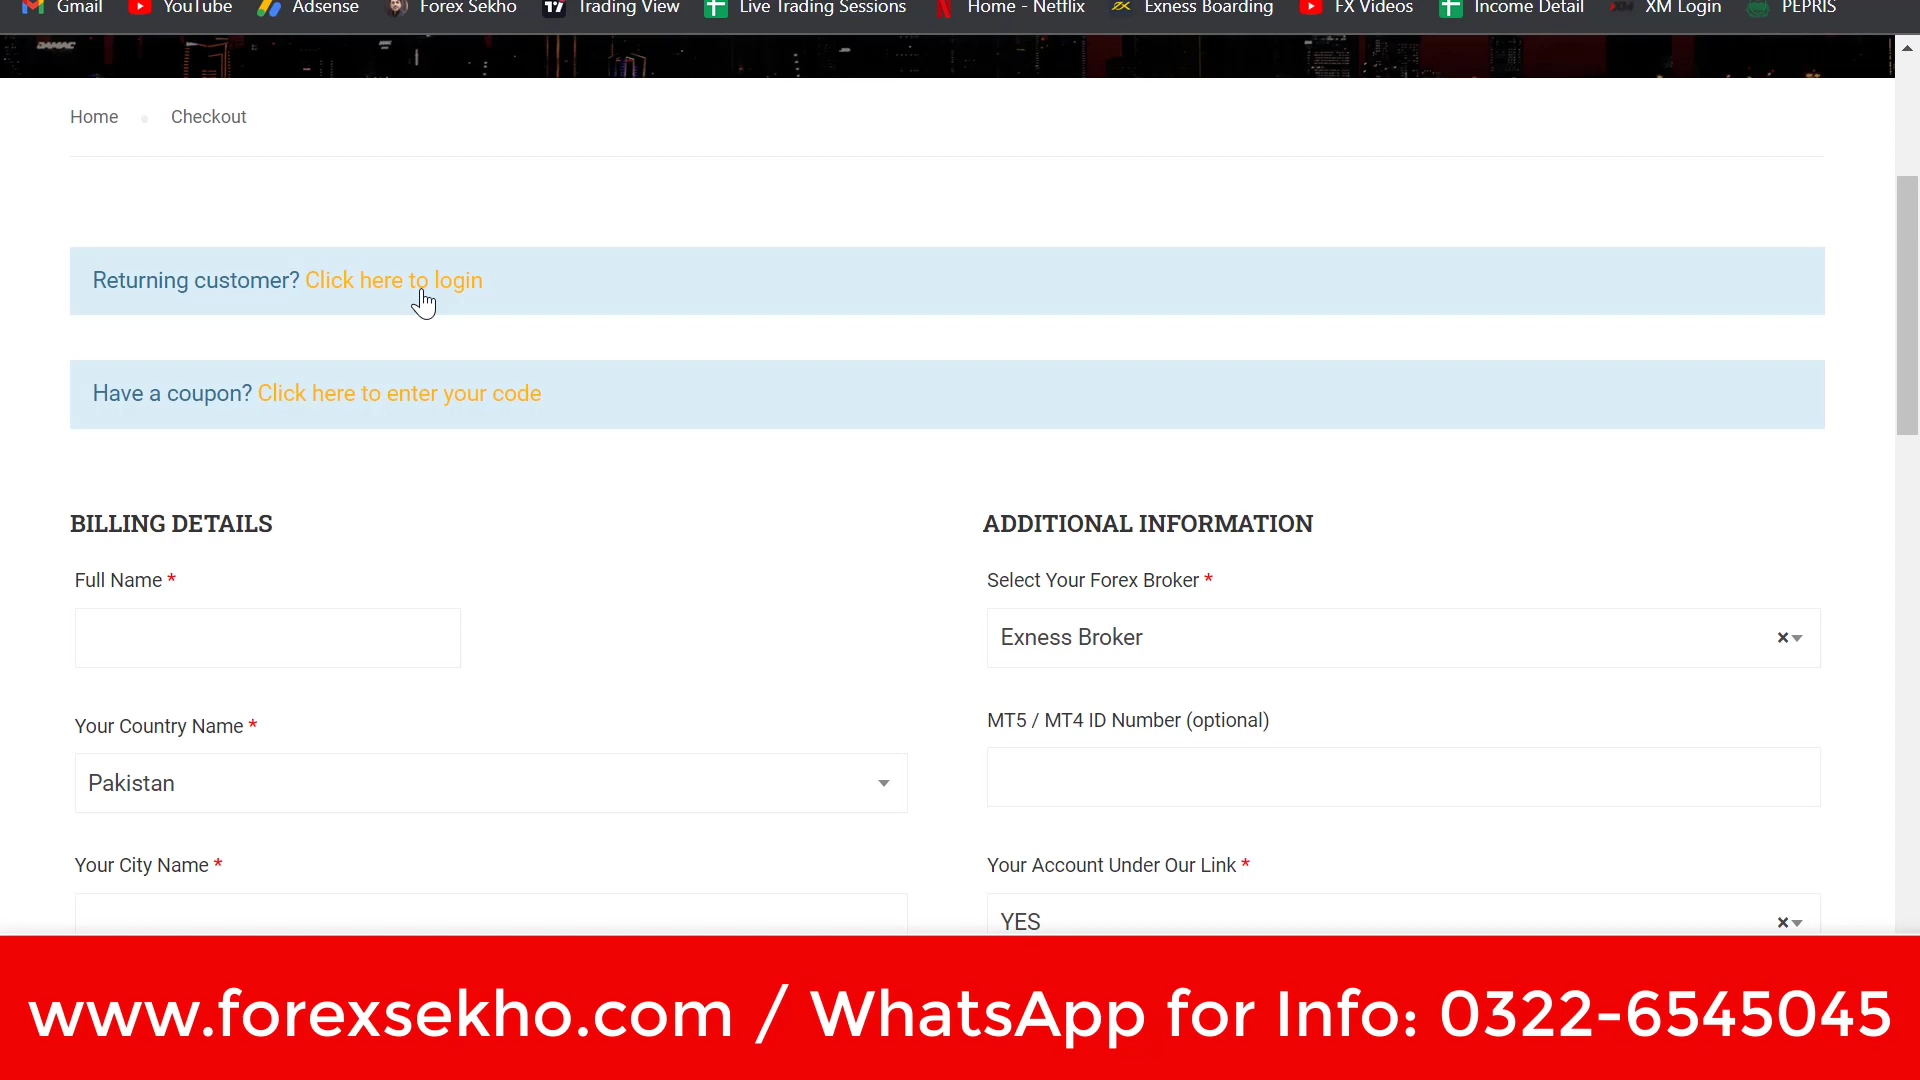 Gmail YouTube Adsense Forex Sekho Trading View Live Trading Sessions Home - Netflix Exness Boarding FX Videos Income Detail XM Login PEPRIS
DAMAC
Home Checkout
Returning customer? Click here to login
Have a coupon? Click here to enter your code
BILLING DETAILS
Full Name *
Your Country Name *
Pakistan
Your City Name *
ADDITIONAL INFORMATION
Select Your Forex Broker *
Exness Broker ×
MT5 / MT4 ID Number (optional)
Your Account Under Our Link *
YES ×
www.forexsekho.com / WhatsApp for Info: 0322-6545045